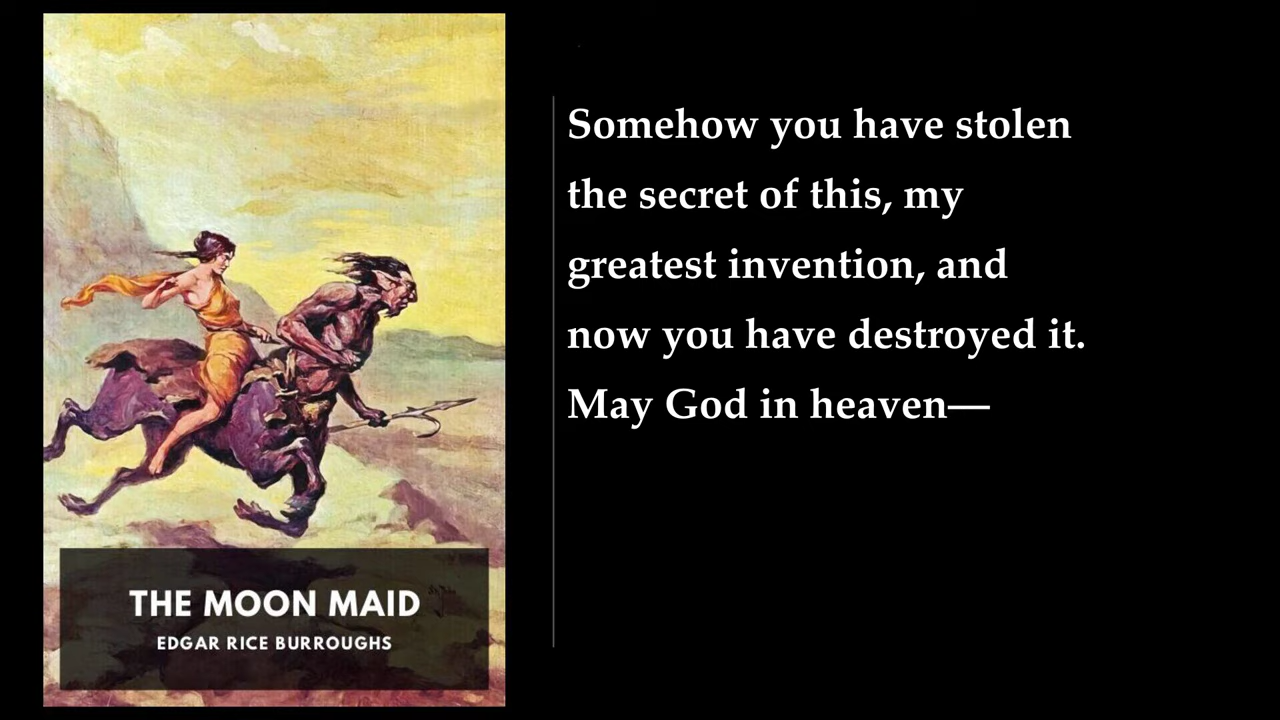 Somehow you have stolen
the secret of this, my
greatest invention, and
now you have destroyed it.
May God in heaven—
THE MOON MAID
EDGAR RICE BURROUGHS